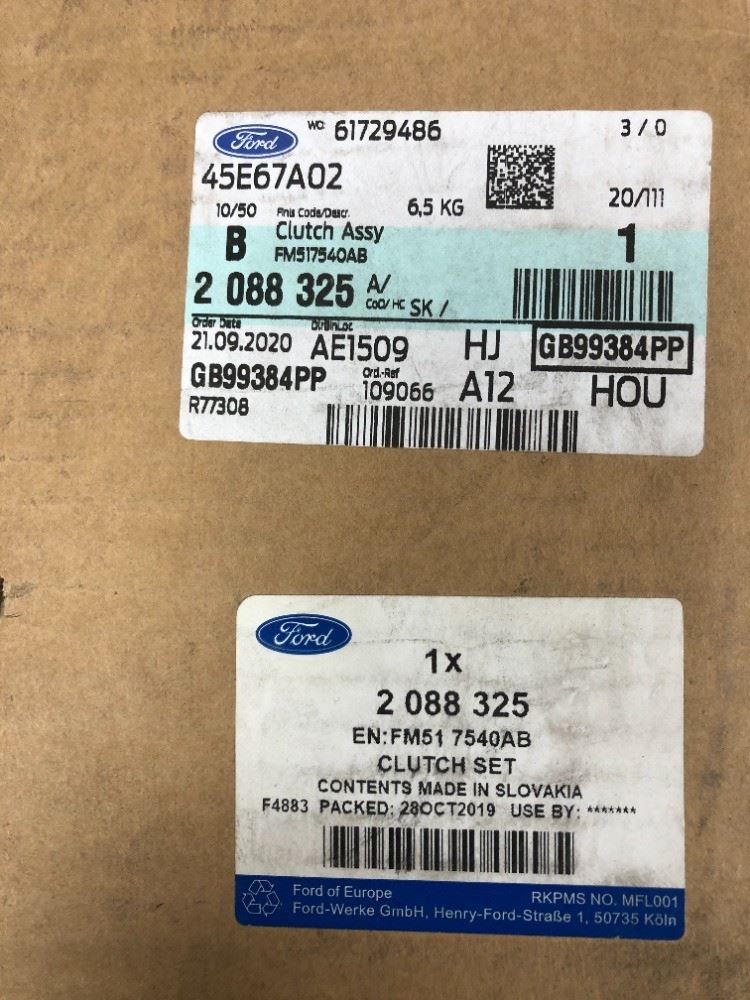 Ford
WC 61729486 3 / 0
45E67A02
10/50 Finis Code/Descr. 6,5 KG 20/111
B Clutch Assy 1
FM517540AB
2 088 325 A/
CoO/HC SK /
Order Date
21.09.2020 AE1509 HJ GB99384PP
GB99384PP Ord.-Ref
109066 A12 HOU
R77308
Ford
1x
2 088 325
EN:FM51 7540AB
CLUTCH SET
CONTENTS MADE IN SLOVAKIA
F4883 PACKED: 28OCT2019 USE BY: *******
Ford of Europe RKPMS NO. MFL001
Ford-Werke GmbH, Henry-Ford-Straße 1, 50735 Köln